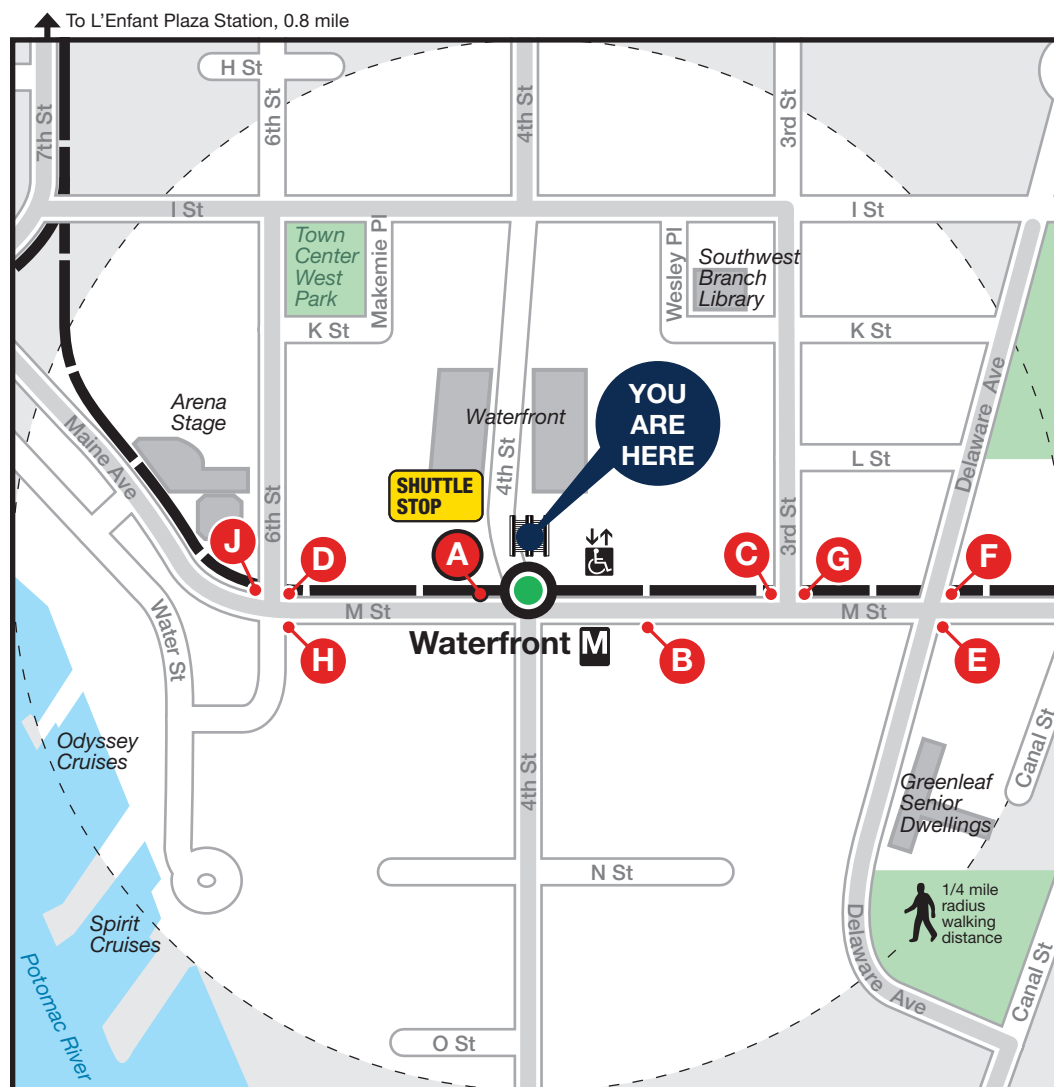 To L’Enfant Plaza Station, 0.8 mile
H St
7th St
6th St
4th St
3rd St
I St
I St
Town
Center
West
Park
Makemie Pl
Wesley Pl
Southwest
Branch
Library
K St
K St
Delaware Ave
YOU
ARE
HERE
Arena
Stage
Waterfront
Maine Ave
4th St
L St
SHUTTLE
STOP
6th St
3rd St
J
D
A
C
G
F
M St
M St
Water St
H
Waterfront M
B
E
Odyssey
Cruises
4th St
Canal St
Greenleaf
Senior
Dwellings
N St
1/4 mile
radius
walking
distance
Spirit
Cruises
Delaware Ave
Canal St
Potomac River
O St